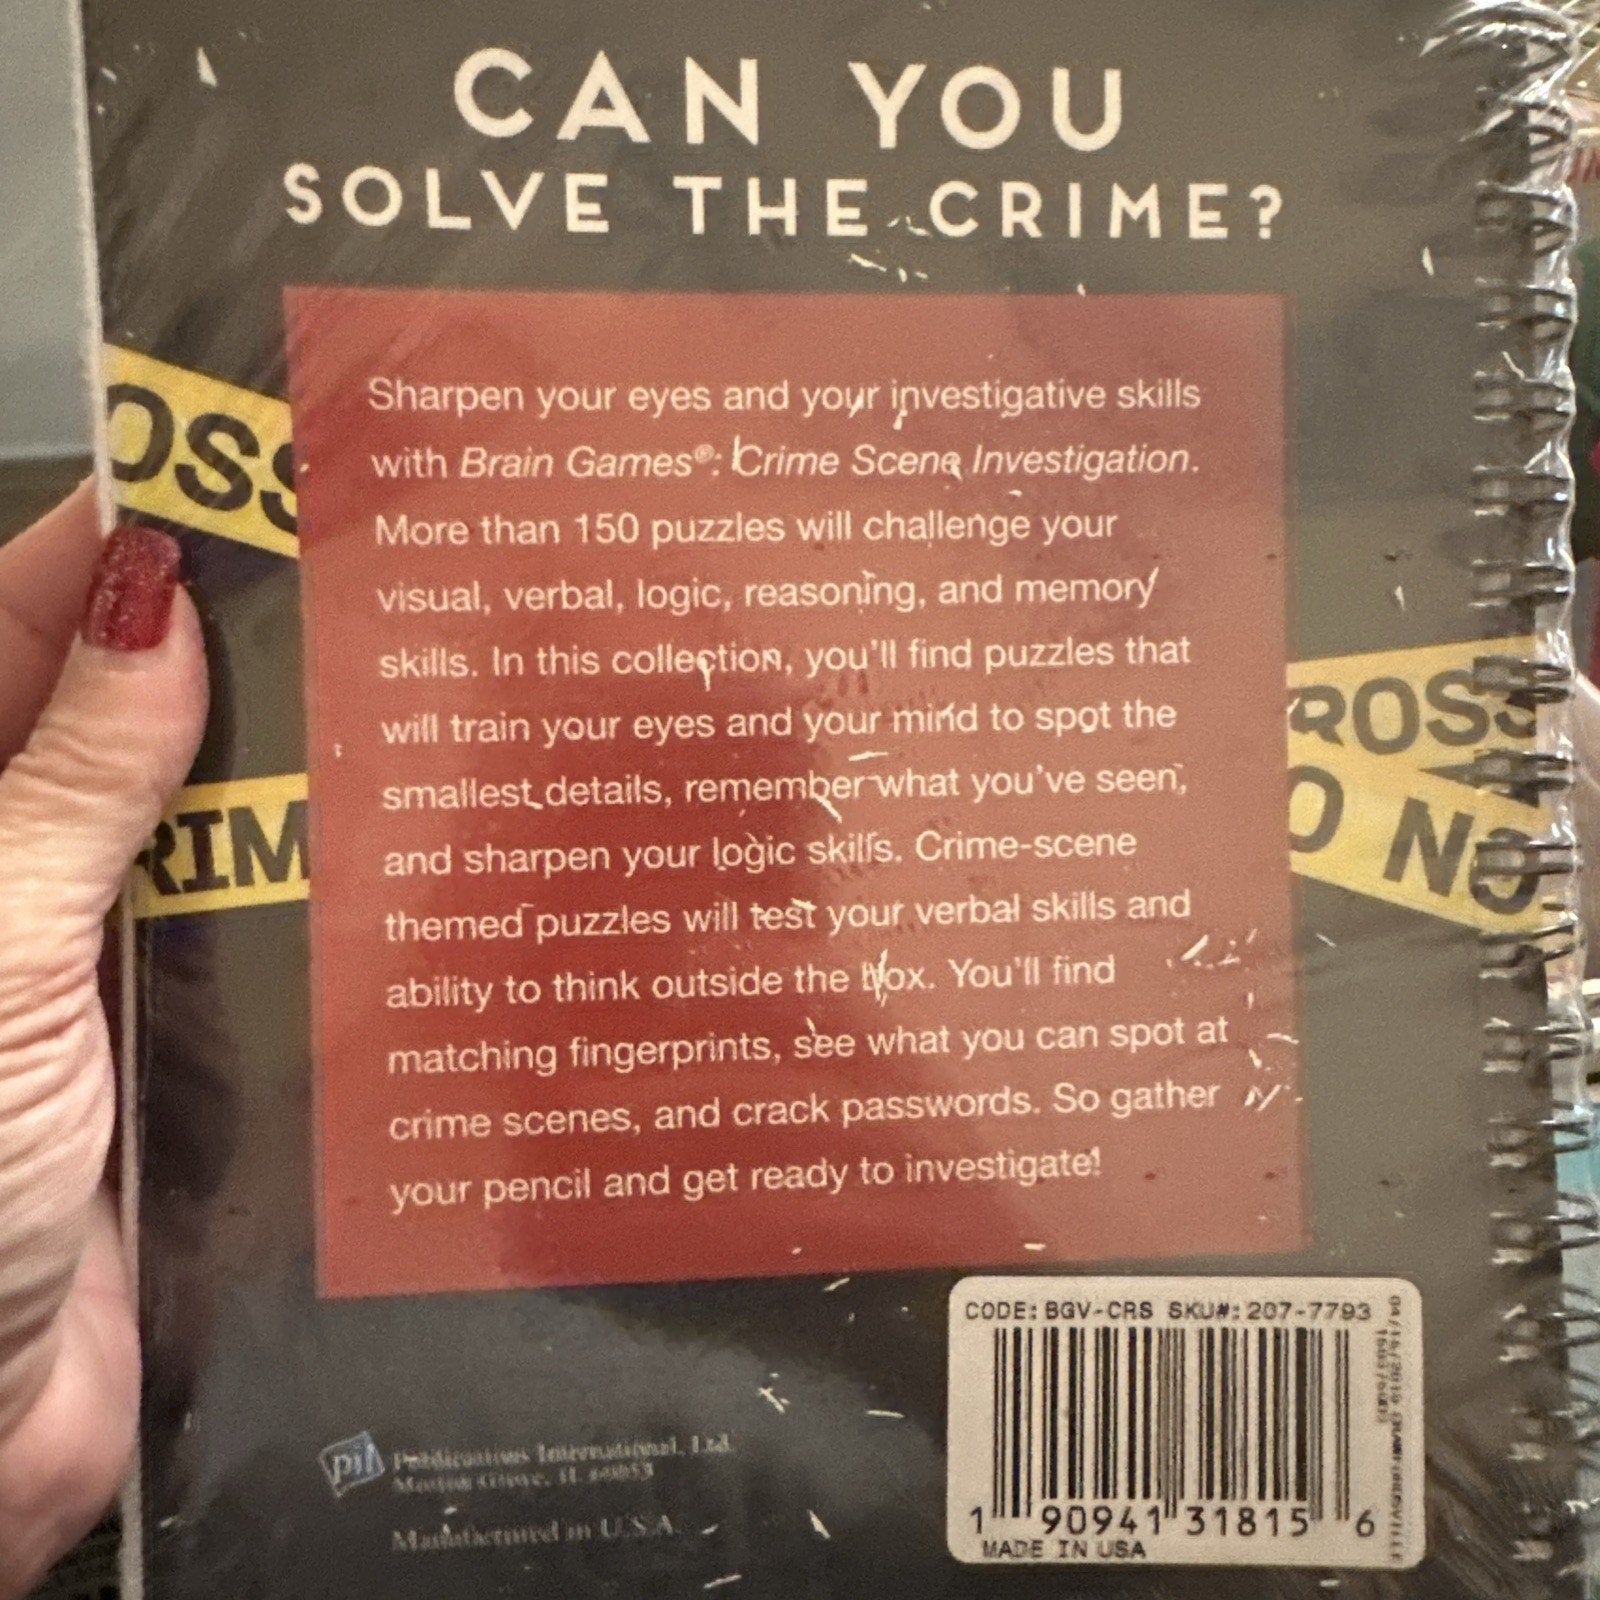 CAN YOU
SOLVE THE CRIME?
OSS
Sharpen your eyes and your investigative skills
with Brain Games®: Crime Scene Investigation.
More than 150 puzzles will challenge your
visual, verbal, logic, reasoning, and memory
skills. In this collection, you'll find puzzles that
will train your eyes and your mind to spot the
smallest details, remember what you've seen,
and sharpen your logic skills. Crime-scene
themed puzzles will test your verbal skills and
ability to think outside the box. You'll find
matching fingerprints, see what you can spot at
crime scenes, and crack passwords. So gather
your pencil and get ready to investigate!
RIM
ROSS
O NO
CODE: BGV-CRS SKU#: 207-7793
1 90941 31815 6
MADE IN USA
pil Publications International, Ltd.
Morton Grove, IL 60053
Manufactured in U.S.A.